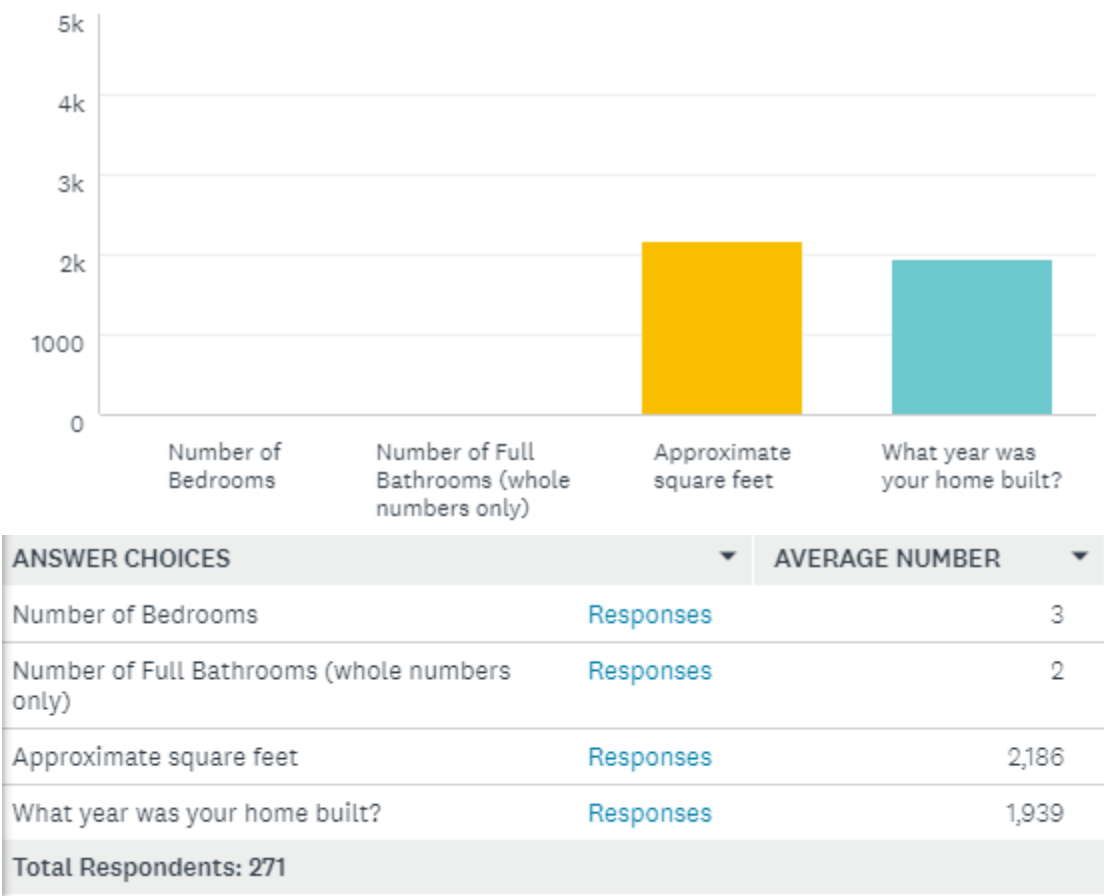 5k
4k
3k
2k
1000
0
Number of
Bedrooms
Number of Full
Bathrooms (whole
numbers only)
Approximate
square feet
What year was
your home built?
ANSWER CHOICES AVERAGE NUMBER
Number of Bedrooms Responses 3
Number of Full Bathrooms (whole numbers Responses 2
only)
Approximate square feet Responses 2,186
What year was your home built? Responses 1,939
Total Respondents: 271